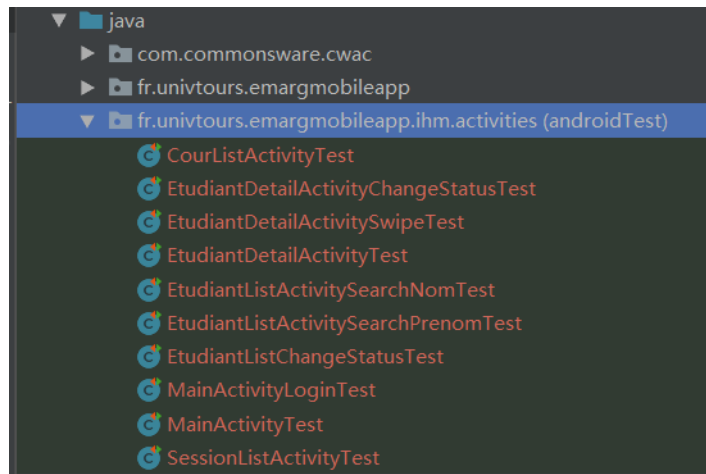 java
com.commonsware.cwac
fr.univtours.emargmobileapp
fr.univtours.emargmobileapp.ihm.activities (androidTest)
C CourListActivityTest
C EtudiantDetailActivityChangeStatusTest
C EtudiantDetailActivitySwipeTest
C EtudiantDetailActivityTest
C EtudiantListActivitySearchNomTest
C EtudiantListActivitySearchPrenomTest
C EtudiantListChangeStatusTest
C MainActivityLoginTest
C MainActivityTest
C SessionListActivityTest